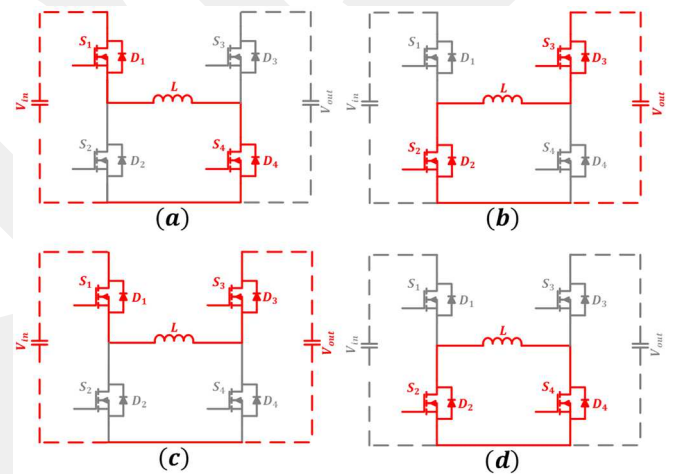 S1 D1 S3 D3
Vin L Vout
S2 D2 S4 D4
(a)
S1 D1 S3 D3
Vin L Vout
S2 D2 S4 D4
(b)
S1 D1 S3 D3
Vin L Vout
S2 D2 S4 D4
(c)
S1 D1 S3 D3
Vin L Vout
S2 D2 S4 D4
(d)